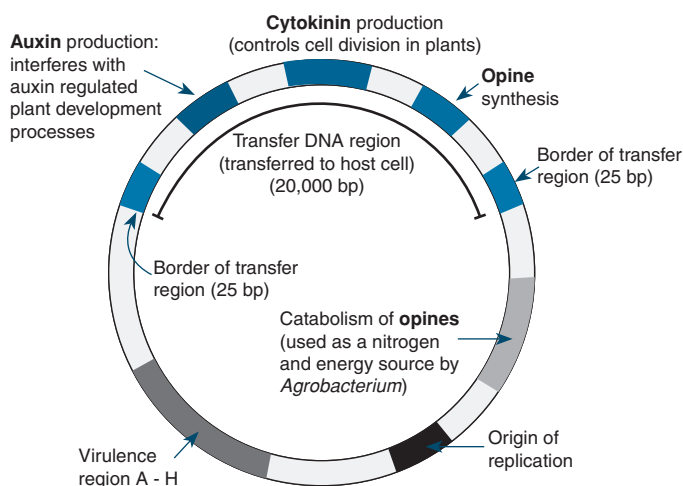 Cytokinin production
(controls cell division in plants)
Auxin production:
interferes with
auxin regulated
plant development
processes
Opine
synthesis
Transfer DNA region
(transferred to host cell)
(20,000 bp)
Border of transfer
region (25 bp)
Border of transfer
region (25 bp)
Catabolism of opines
(used as a nitrogen
and energy source by
Agrobacterium)
Origin of
replication
Virulence
region A - H